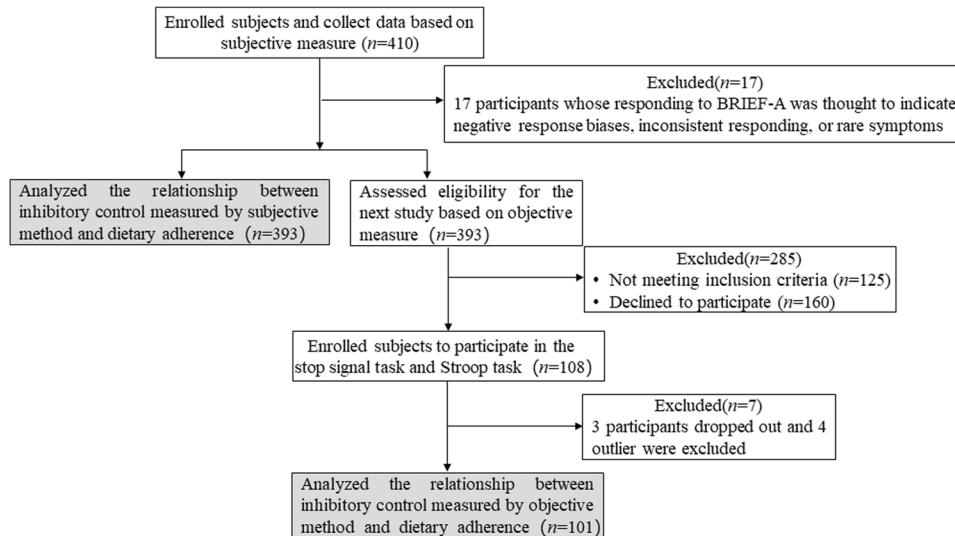 Enrolled subjects and collect data based on
subjective measure (n=410)
Excluded(n=17)
17 participants whose responding to BRIEF-A was thought to indicate
negative response biases, inconsistent responding, or rare symptoms
Analyzed the relationship between
inhibitory control measured by subjective
method and dietary adherence (n=393)
Assessed eligibility for the
next study based on objective
measure (n=393)
Excluded(n=285)
• Not meeting inclusion criteria (n=125)
• Declined to participate (n=160)
Enrolled subjects to participate in the
stop signal task and Stroop task (n=108)
Excluded(n=7)
3 participants dropped out and 4
outlier were excluded
Analyzed the relationship between
inhibitory control measured by objective
method and dietary adherence (n=101)